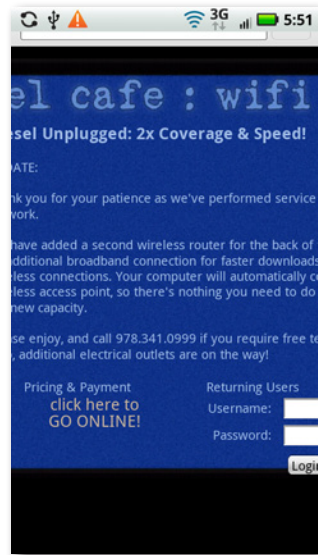 3G
5:51
el cafe : wifi
sel Unplugged: 2x Coverage & Speed!
ATE:
nk you for your patience as we've performed service
work.
have added a second wireless router for the back of
additional broadband connection for faster downloads
eless connections. Your computer will automatically c
eless access point, so there's nothing you need to do
new capacity.
se enjoy, and call 978.341.0999 if you require free te
, additional electrical outlets are on the way!
Pricing & Payment
click here to
GO ONLINE!
Returning Users
Username:
Password:
Login